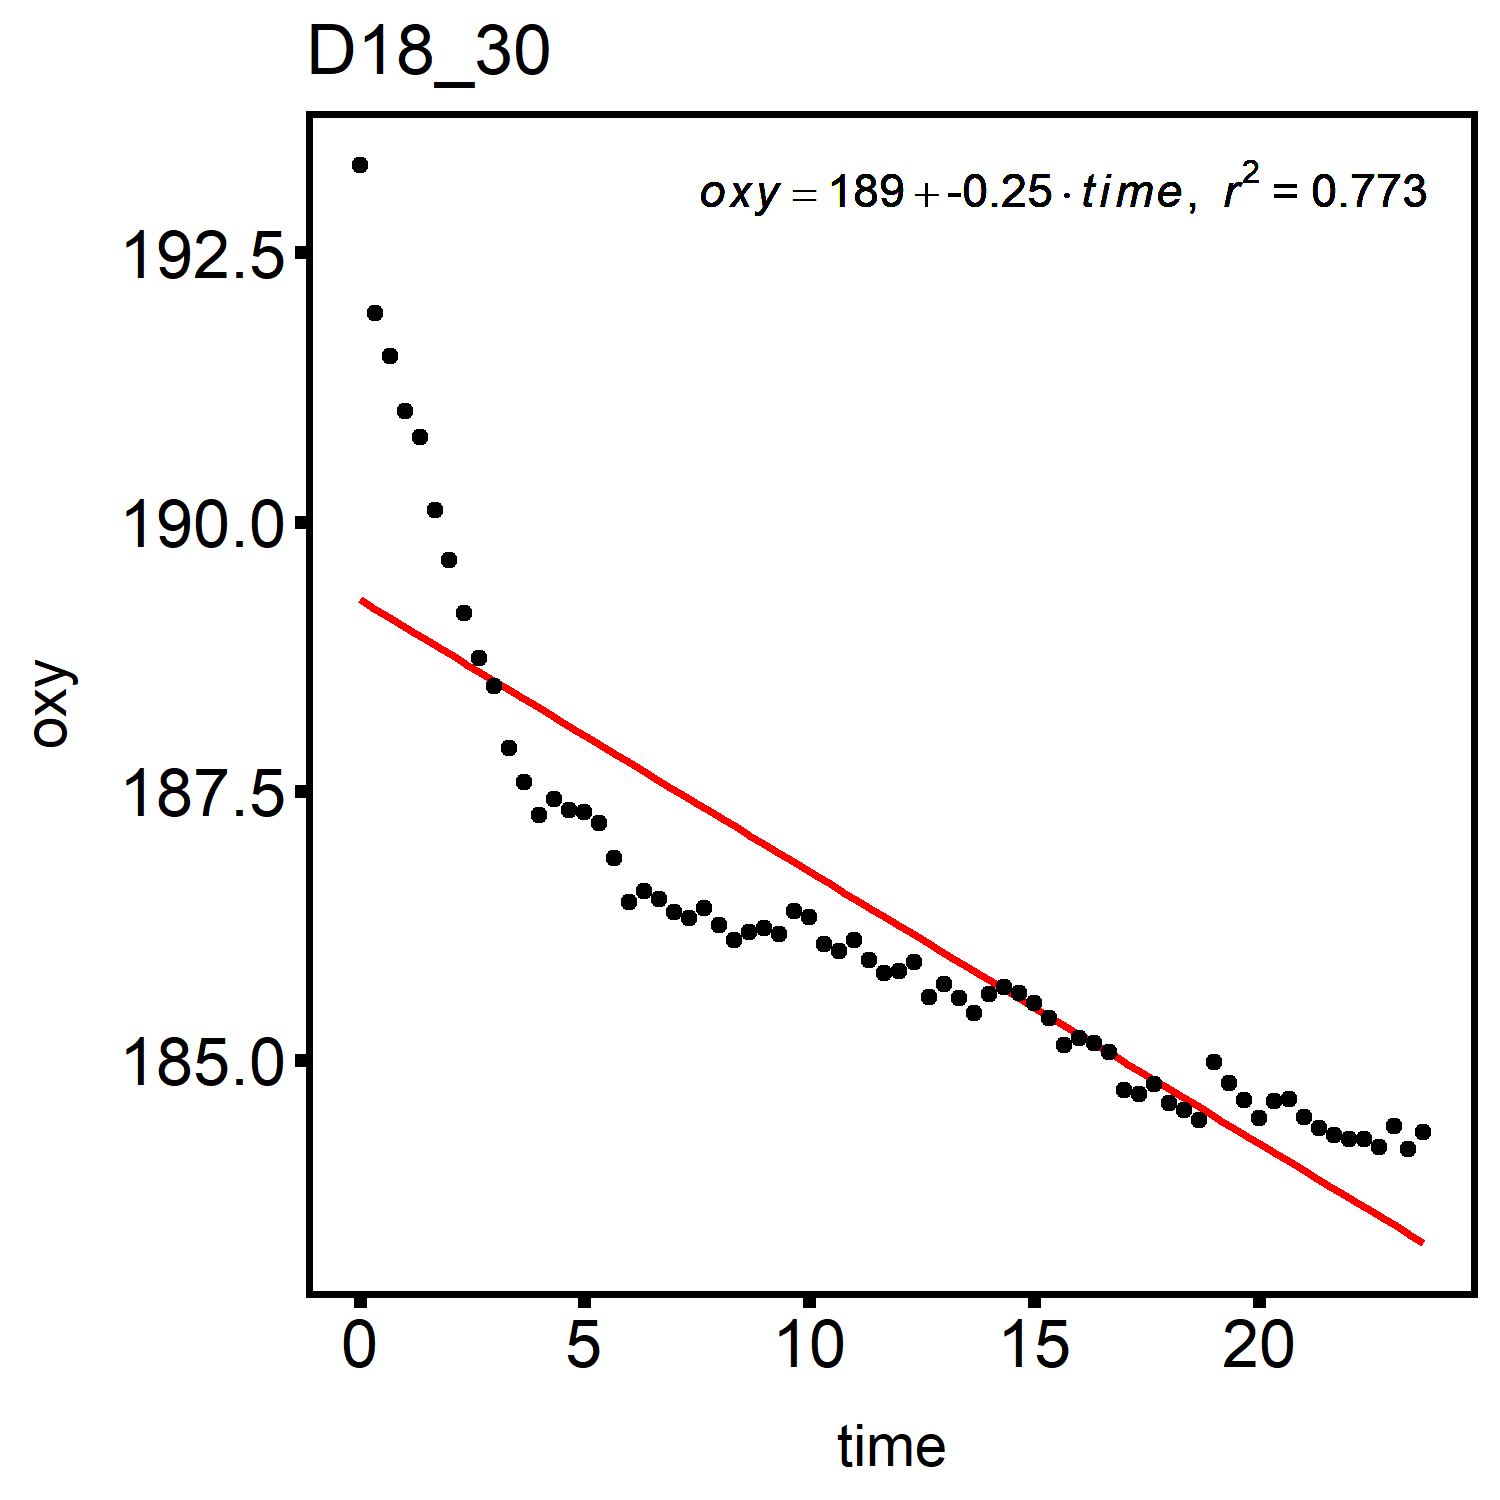 D18_30
oxy = 189 + -0.25 · time, r² = 0.773
192.5
190.0
187.5
185.0
oxy
0 5 10 15 20
time